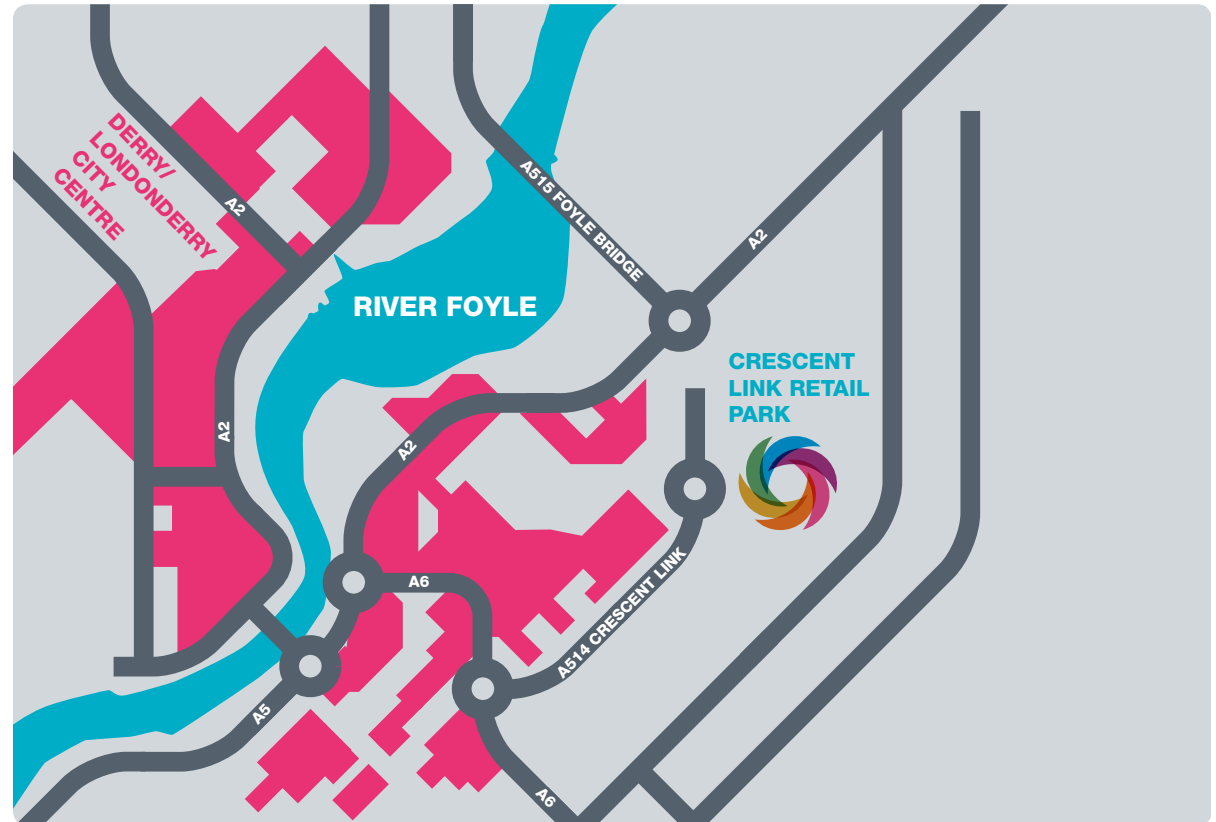 DERRY/
LONDONDERRY
CITY
CENTRE
A2
A515 FOYLE BRIDGE
A2
RIVER FOYLE
CRESCENT
LINK RETAIL
PARK
A2
A2
A6
A514 CRESCENT LINK
A5
A6